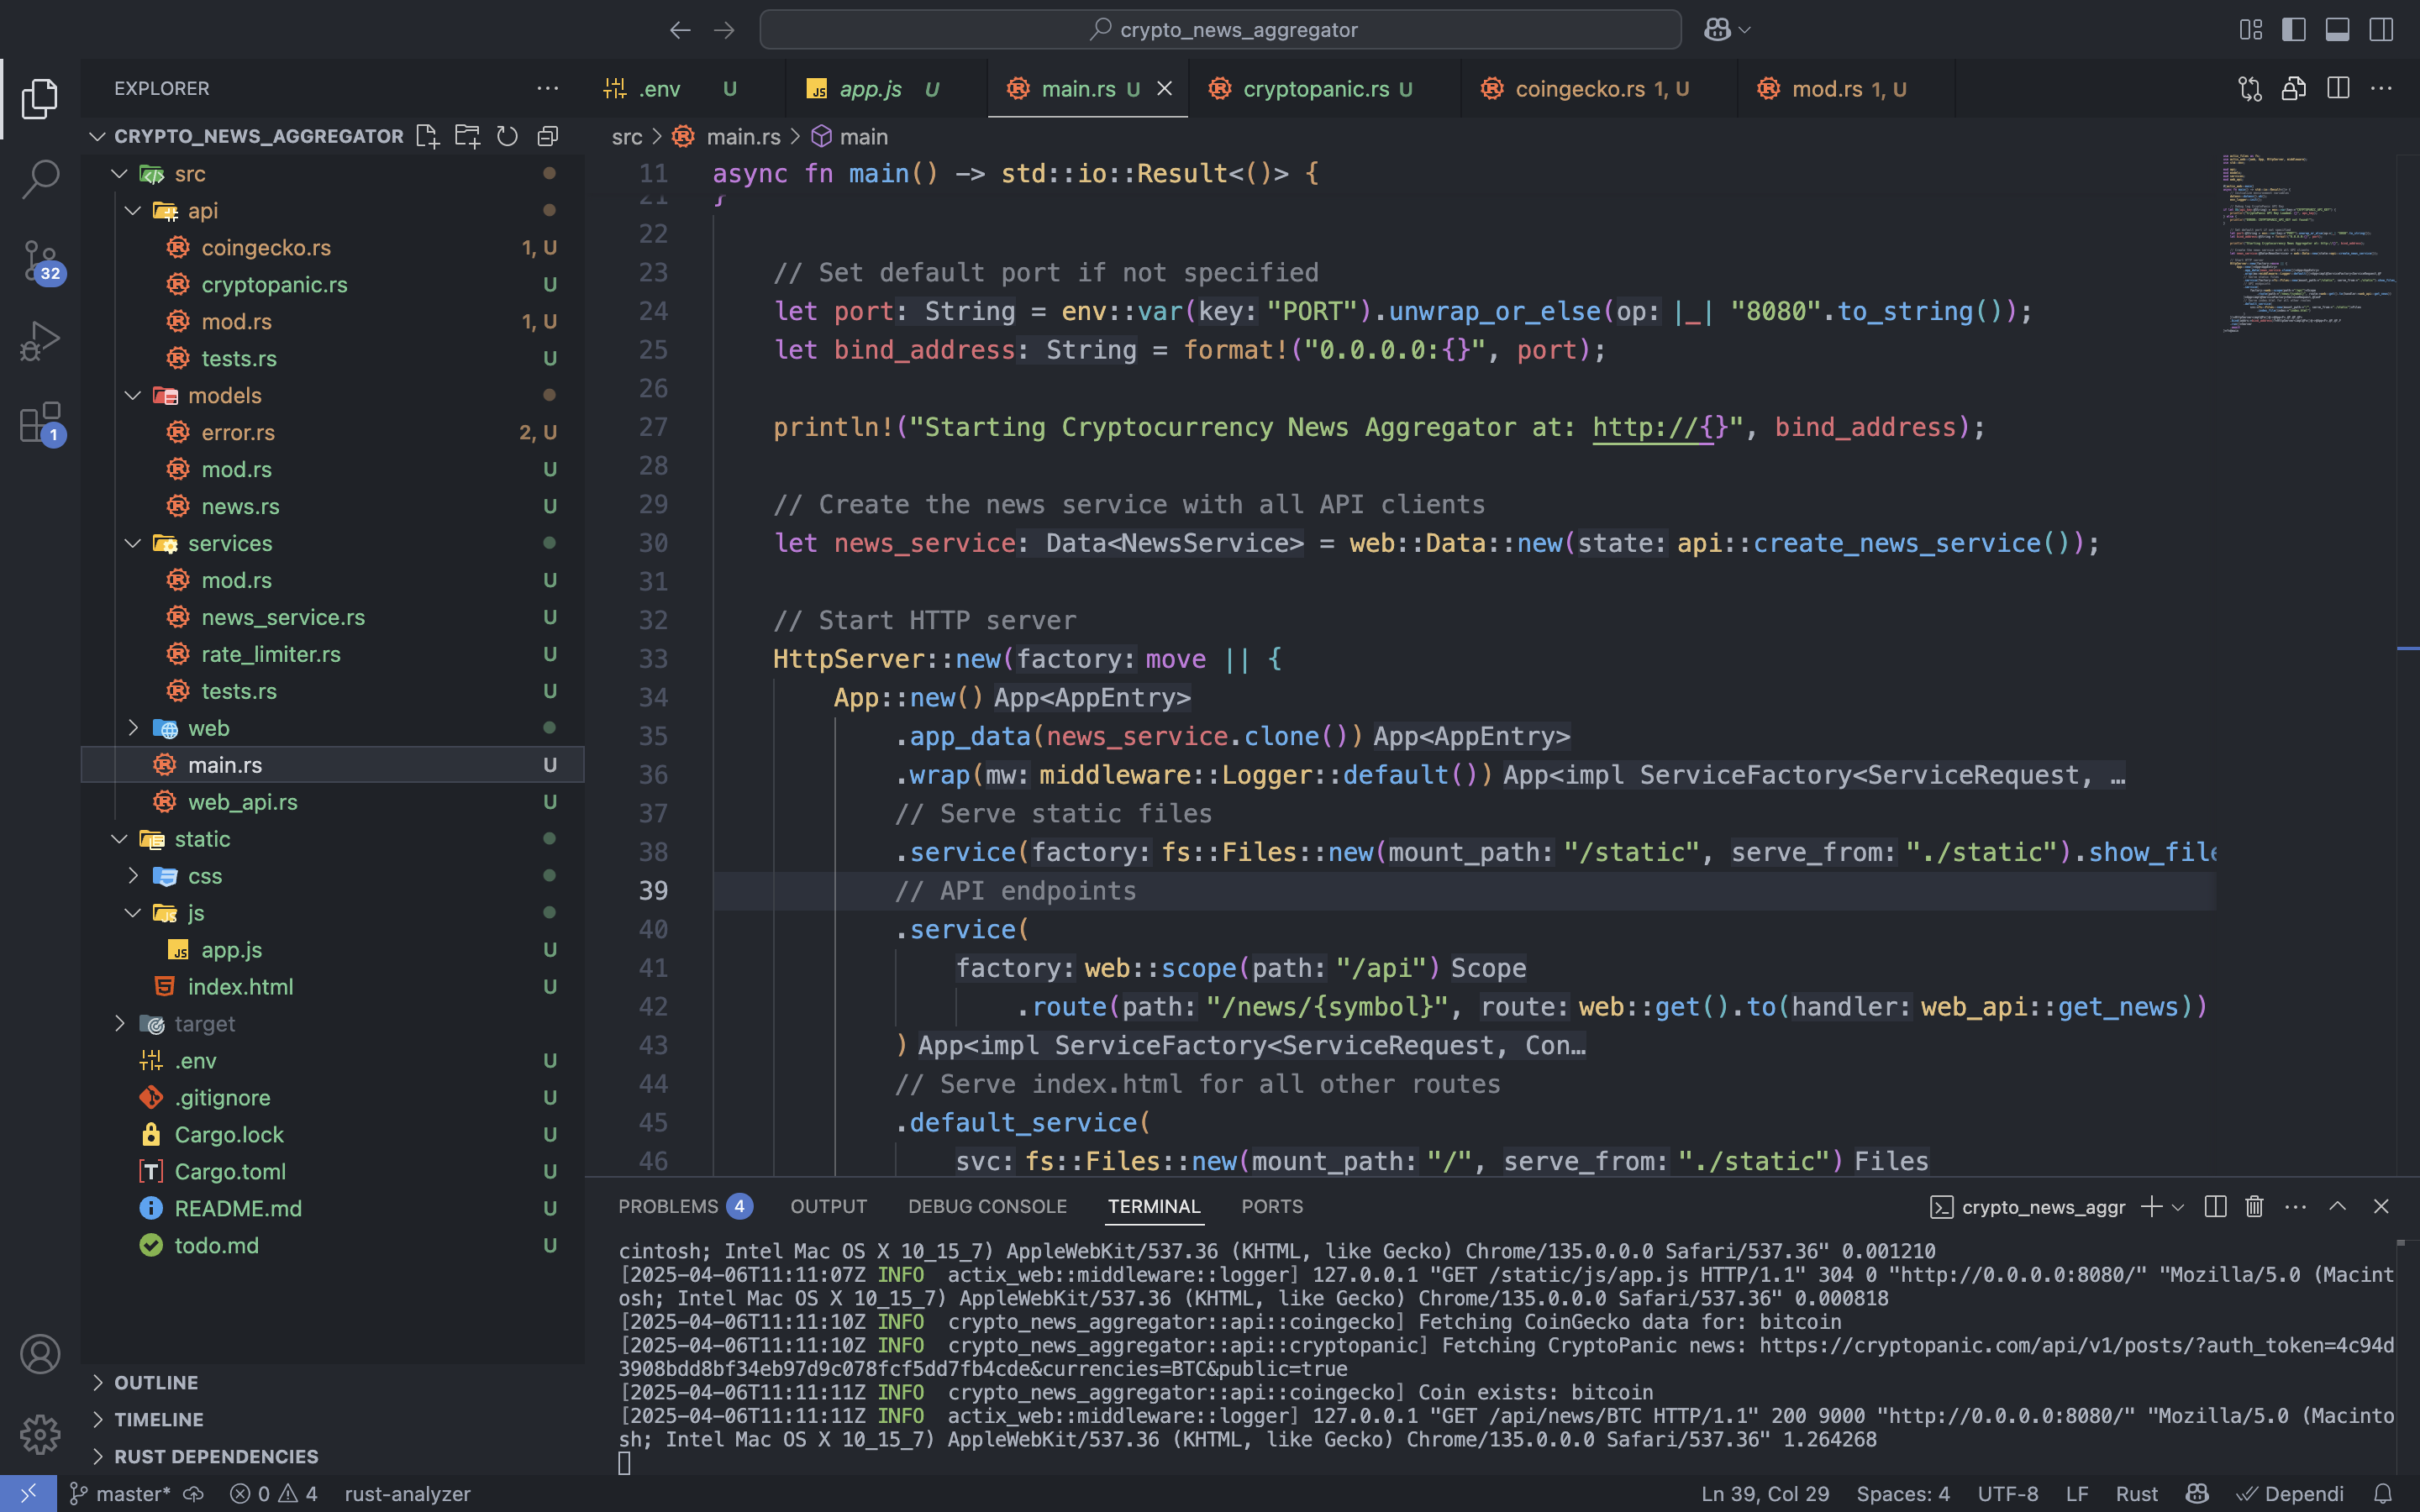 crypto_news_aggregator
EXPLORER
.env U
app.js U
main.rs U
cryptopanic.rs U
coingecko.rs 1, U
mod.rs 1, U
CRYPTO_NEWS_AGGREGATOR
src > main.rs > main
src
api
coingecko.rs 1, U
cryptopanic.rs U
mod.rs 1, U
tests.rs U
models
error.rs 2, U
mod.rs U
news.rs U
services
mod.rs U
news_service.rs U
rate_limiter.rs U
tests.rs U
web
main.rs U
web_api.rs U
static
css
js
app.js U
index.html U
target
.env U
.gitignore U
Cargo.lock U
Cargo.toml U
README.md U
todo.md U
OUTLINE
TIMELINE
RUST DEPENDENCIES
32
1
11 async fn main() -> std::io::Result<()> {
21 }
22
23 // Set default port if not specified
24 let port: String = env::var(key: "PORT").unwrap_or_else(op: |_| "8080".to_string());
25 let bind_address: String = format!("0.0.0.0:{}", port);
26
27 println!("Starting Cryptocurrency News Aggregator at: http://{}", bind_address);
28
29 // Create the news service with all API clients
30 let news_service: Data<NewsService> = web::Data::new(state: api::create_news_service());
31
32 // Start HTTP server
33 HttpServer::new(factory: move || {
34 App::new() App<AppEntry>
35 .app_data(news_service.clone()) App<AppEntry>
36 .wrap(mw: middleware::Logger::default()) App<impl ServiceFactory<ServiceRequest, …
37 // Serve static files
38 .service(factory: fs::Files::new(mount_path: "/static", serve_from: "./static").show_file
39 // API endpoints
40 .service(
41 factory: web::scope(path: "/api") Scope
42 .route(path: "/news/{symbol}", route: web::get().to(handler: web_api::get_news))
43 ) App<impl ServiceFactory<ServiceRequest, Con…
44 // Serve index.html for all other routes
45 .default_service(
46 svc: fs::Files::new(mount_path: "/", serve_from: "./static") Files
PROBLEMS 4 OUTPUT DEBUG CONSOLE TERMINAL PORTS
crypto_news_aggr
cintosh; Intel Mac OS X 10_15_7) AppleWebKit/537.36 (KHTML, like Gecko) Chrome/135.0.0.0 Safari/537.36" 0.001210
[2025-04-06T11:11:07Z INFO actix_web::middleware::logger] 127.0.0.1 "GET /static/js/app.js HTTP/1.1" 304 0 "http://0.0.0.0:8080/" "Mozilla/5.0 (Macint
osh; Intel Mac OS X 10_15_7) AppleWebKit/537.36 (KHTML, like Gecko) Chrome/135.0.0.0 Safari/537.36" 0.000818
[2025-04-06T11:11:10Z INFO crypto_news_aggregator::api::coingecko] Fetching CoinGecko data for: bitcoin
[2025-04-06T11:11:10Z INFO crypto_news_aggregator::api::cryptopanic] Fetching CryptoPanic news: https://cryptopanic.com/api/v1/posts/?auth_token=4c94d
3908bdd8bf34eb97d9c078fcf5dd7fb4cde&currencies=BTC&public=true
[2025-04-06T11:11:11Z INFO crypto_news_aggregator::api::coingecko] Coin exists: bitcoin
[2025-04-06T11:11:11Z INFO actix_web::middleware::logger] 127.0.0.1 "GET /api/news/BTC HTTP/1.1" 200 9000 "http://0.0.0.0:8080/" "Mozilla/5.0 (Macinto
sh; Intel Mac OS X 10_15_7) AppleWebKit/537.36 (KHTML, like Gecko) Chrome/135.0.0.0 Safari/537.36" 1.264268
master* 0 4 rust-analyzer
Ln 39, Col 29 Spaces: 4 UTF-8 LF Rust Dependi